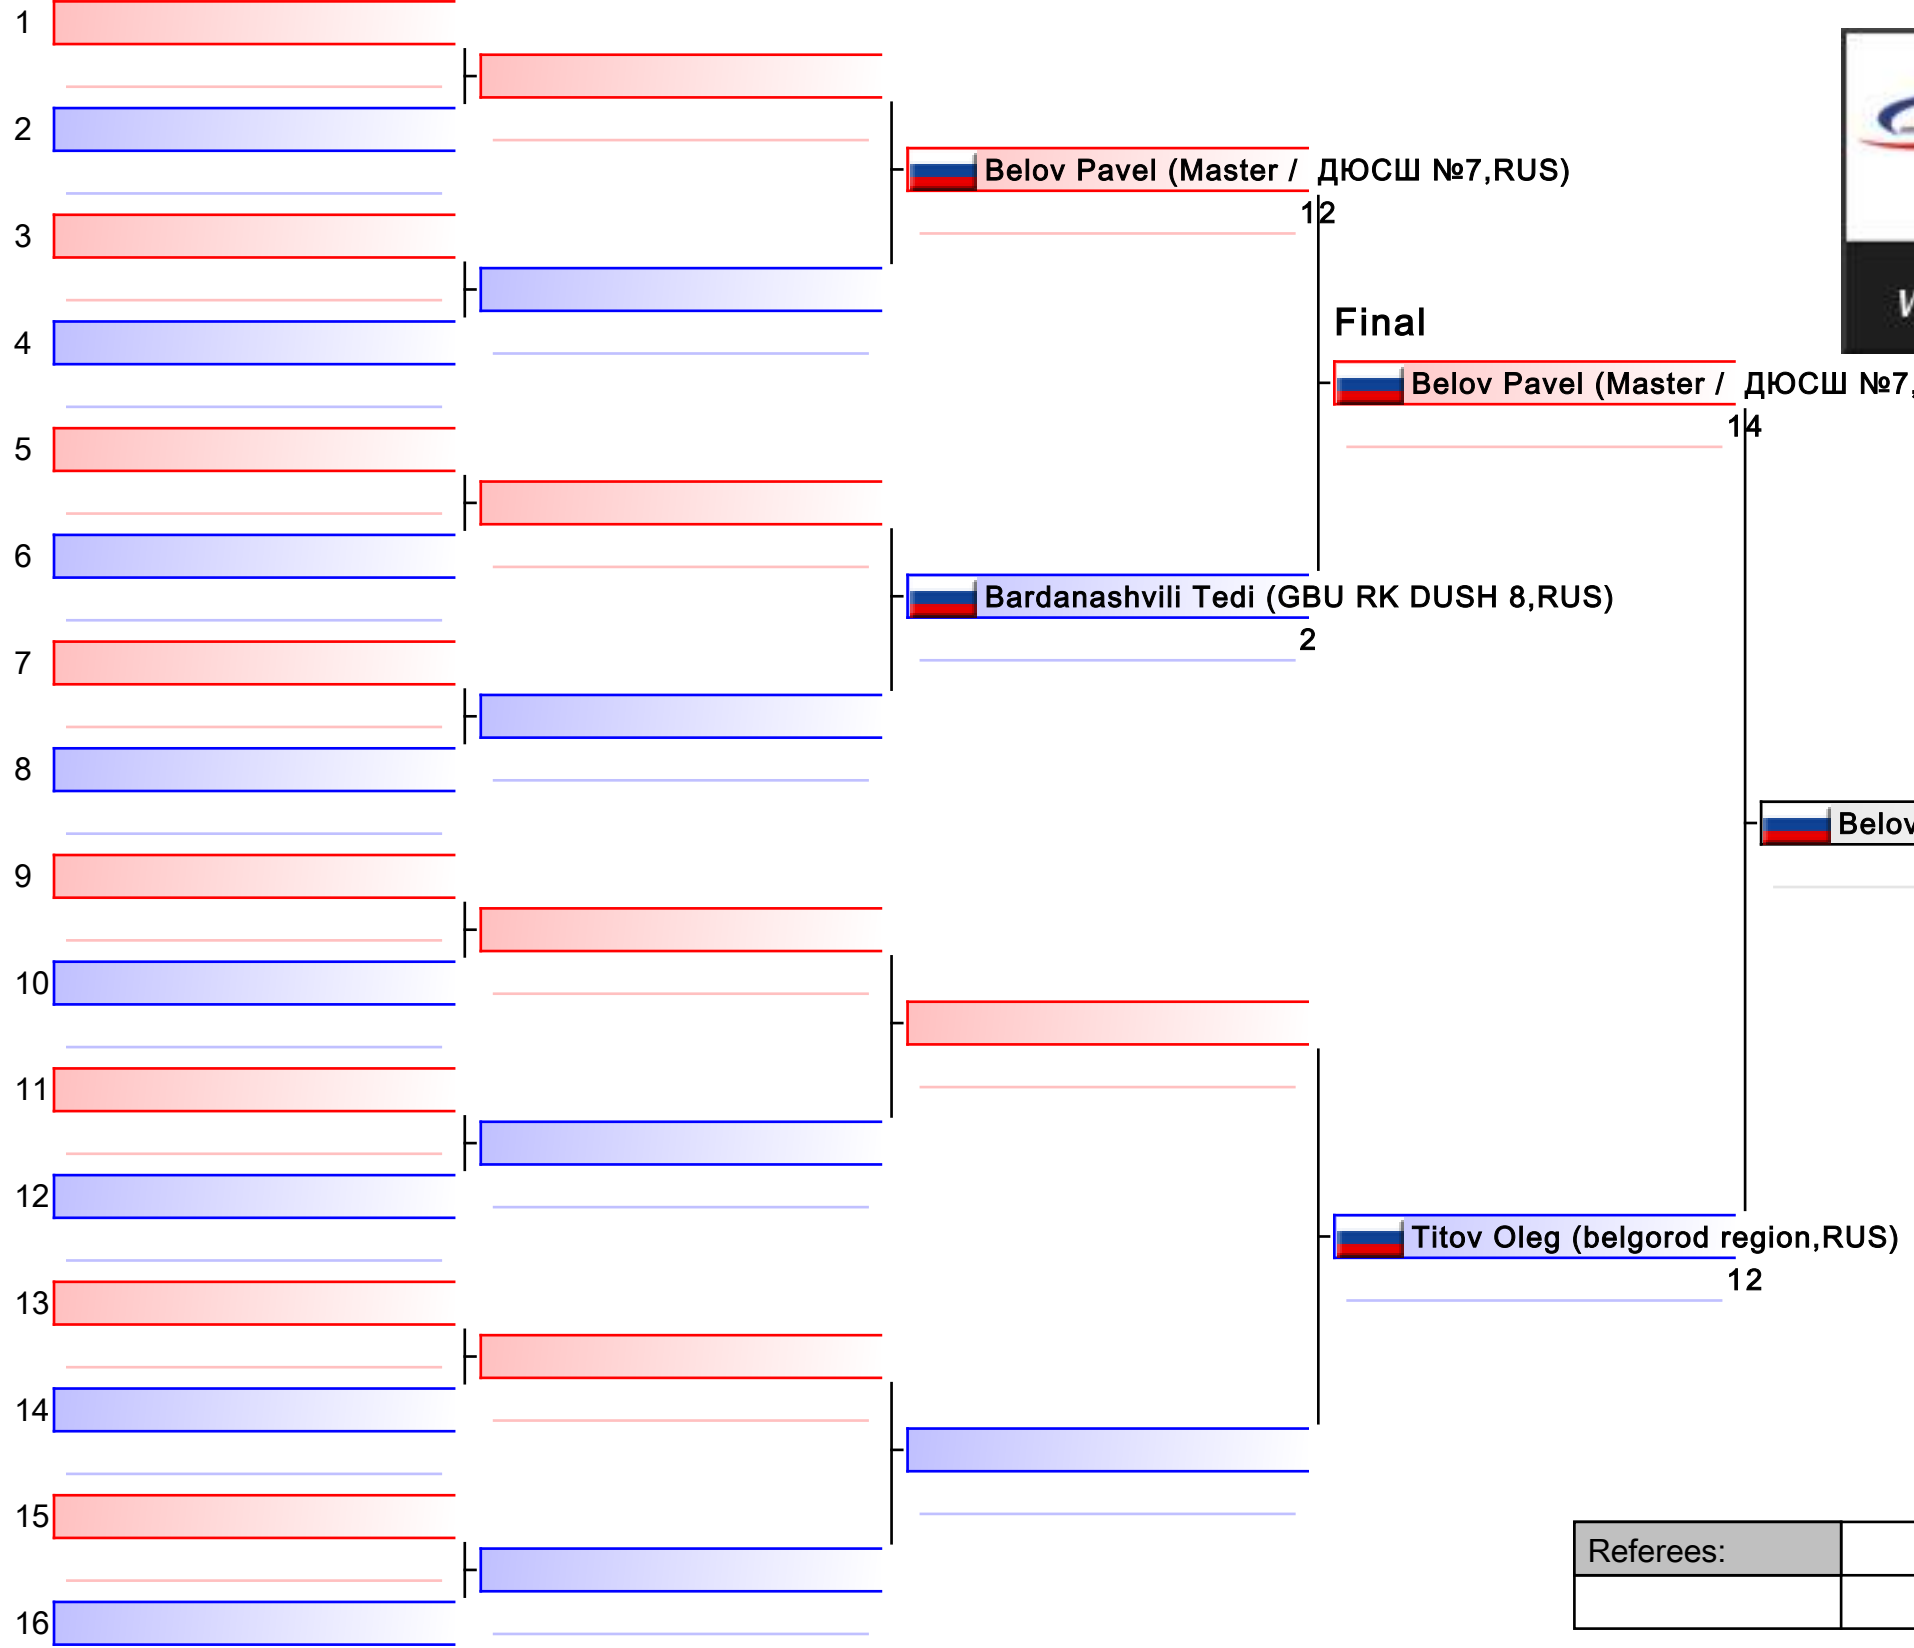 1
2
Belov Pavel (Master / ДЮСШ №7,RUS)
12
3
Final
4
Belov Pavel (Master / ДЮСШ №7,
14
5
6
Bardanashvili Tedi (GBU RK DUSH 8,RUS)
2
7
8
Belov
9
10
11
12
Titov Oleg (belgorod region,RUS)
12
13
14
15
Referees:
16